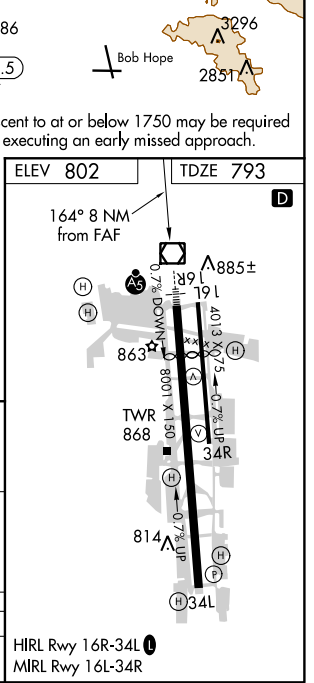 86
3296
.5
Bob Hope
2851
cent to at or below 1750 may be required
executing an early missed approach.
ELEV 802
TDZE 793
D
164° 8 NM
from FAF
885±
A5
16R
16L
H
H
0.7% DOWN
4013 X 075
863
H
V
8001 X 150
0.7% UP
TWR
868
V
34R
H
0.7% UP
814
H
P
H
34L
HIRL Rwy 16R-34L L
MIRL Rwy 16L-34R